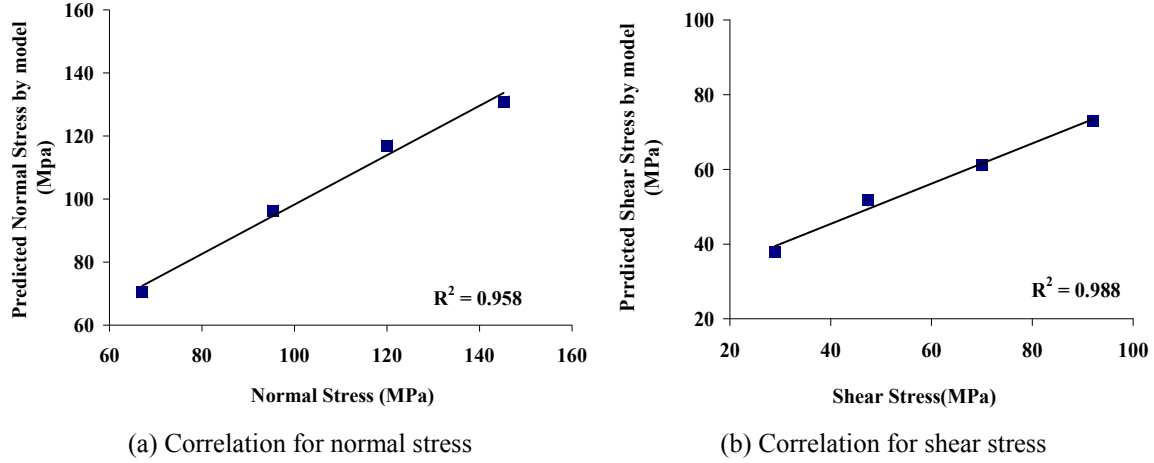 Predicted Normal Stress by model
(Mpa)
160
140
120
100
80
60
60
80
100
120
140
160
R2 = 0.958
Normal Stress (MPa)
(a) Correlation for normal stress
Prrdicted Shear Stress by model
(MPa)
100
80
60
40
20
20
40
60
80
100
R2 = 0.988
Shear Stress(MPa)
(b) Correlation for shear stress